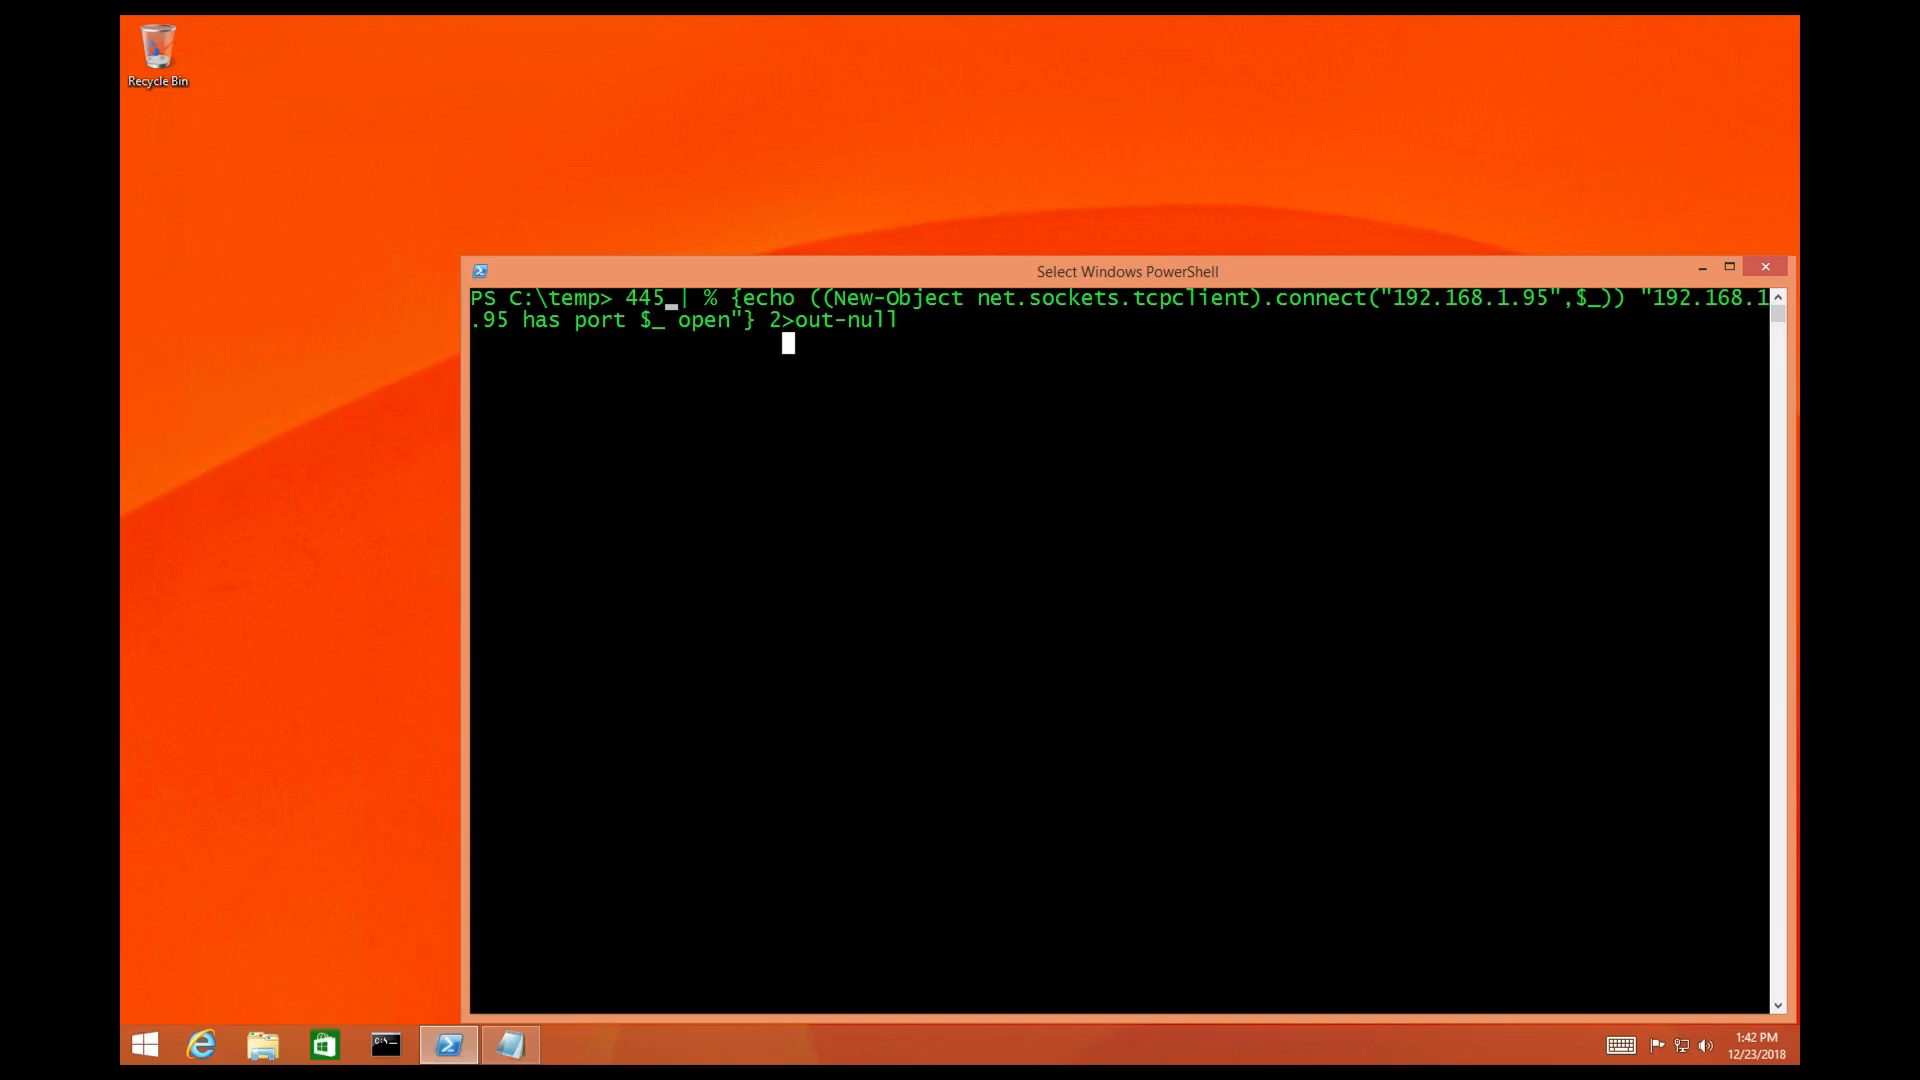 Recycle Bin
Select Windows PowerShell
PS C:\temp> 445_| % {echo ((New-Object net.sockets.tcpclient).connect("192.168.1.95",$_)) "192.168.1
.95 has port $_ open"} 2>out-null
C:\
1:42 PM
12/23/2018